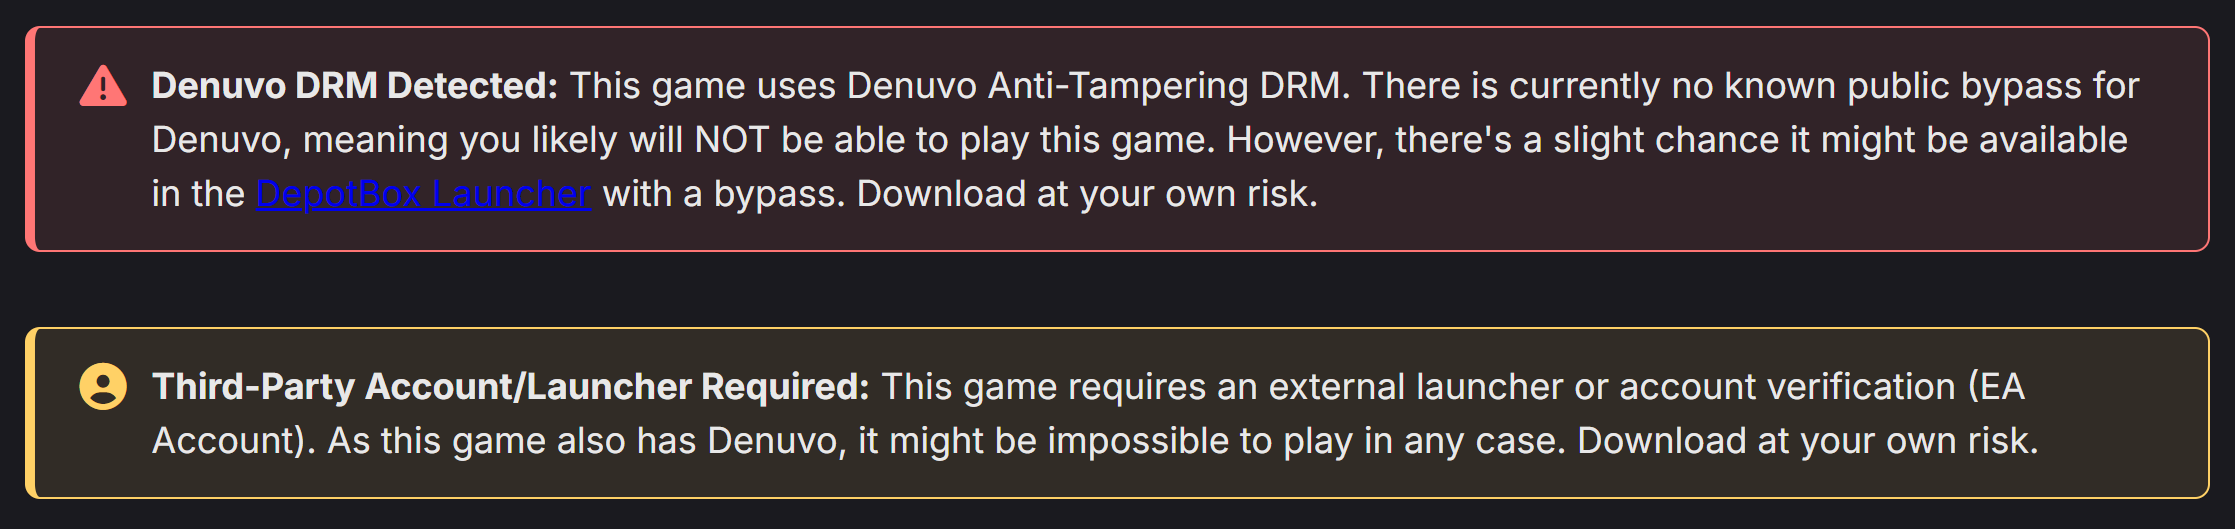 Denuvo DRM Detected: This game uses Denuvo Anti-Tampering DRM. There is currently no known public bypass for
Denuvo, meaning you likely will NOT be able to play this game. However, there's a slight chance it might be available
in the DepotBox Launcher with a bypass. Download at your own risk.
Third-Party Account/Launcher Required: This game requires an external launcher or account verification (EA
Account). As this game also has Denuvo, it might be impossible to play in any case. Download at your own risk.